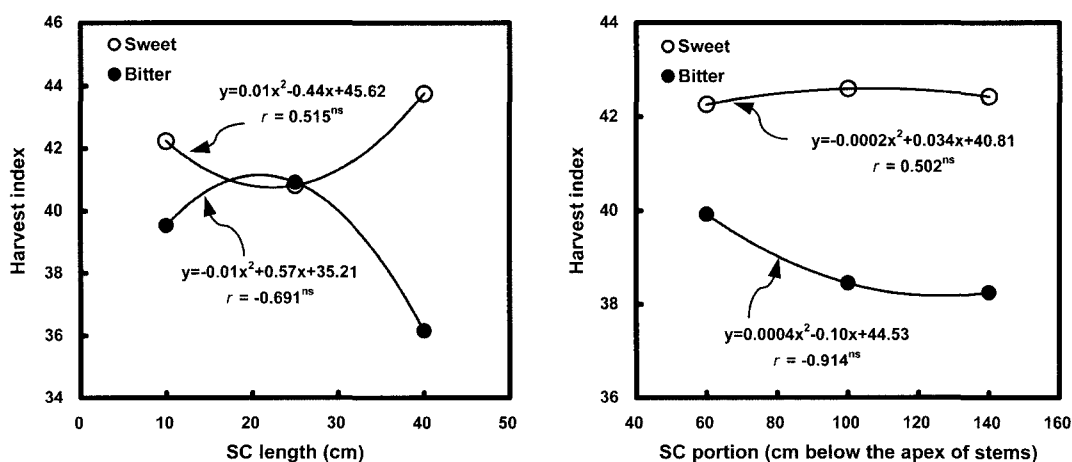 46
44
42
40
38
36
34
Harvest index
○ Sweet
● Bitter
y=0.01x²-0.44x+45.62
r = 0.515ⁿˢ
y=-0.01x²+0.57x+35.21
r = -0.691ⁿˢ
0 10 20 30 40 50
SC length (cm)
44
42
40
38
36
Harvest index
○ Sweet
● Bitter
y=-0.0002x²+0.034x+40.81
r = 0.502ⁿˢ
y=0.0004x²-0.10x+44.53
r = -0.914ⁿˢ
40 60 80 100 120 140 160
SC portion (cm below the apex of stems)